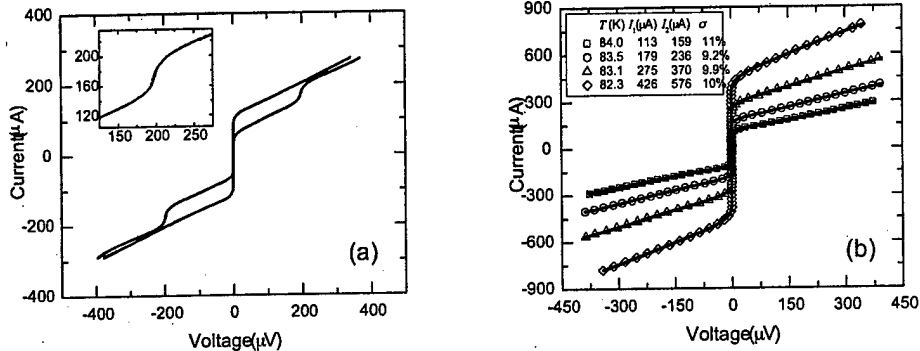 400
200
0
-200
-400
Current(μA)
200
160
120
150 200 250
(a)
-400 -200 0 200 400
Voltage(μV)
900
600
300
0
-300
-600
-900
Current(μA)
T (K) I₁(μA) I₂(μA) σ
84.0 113 159 11%
83.5 179 236 9.2%
83.1 275 370 9.9%
82.3 426 576 10%
(b)
-450 -300 -150 0 150 300 450
Voltage(μV)